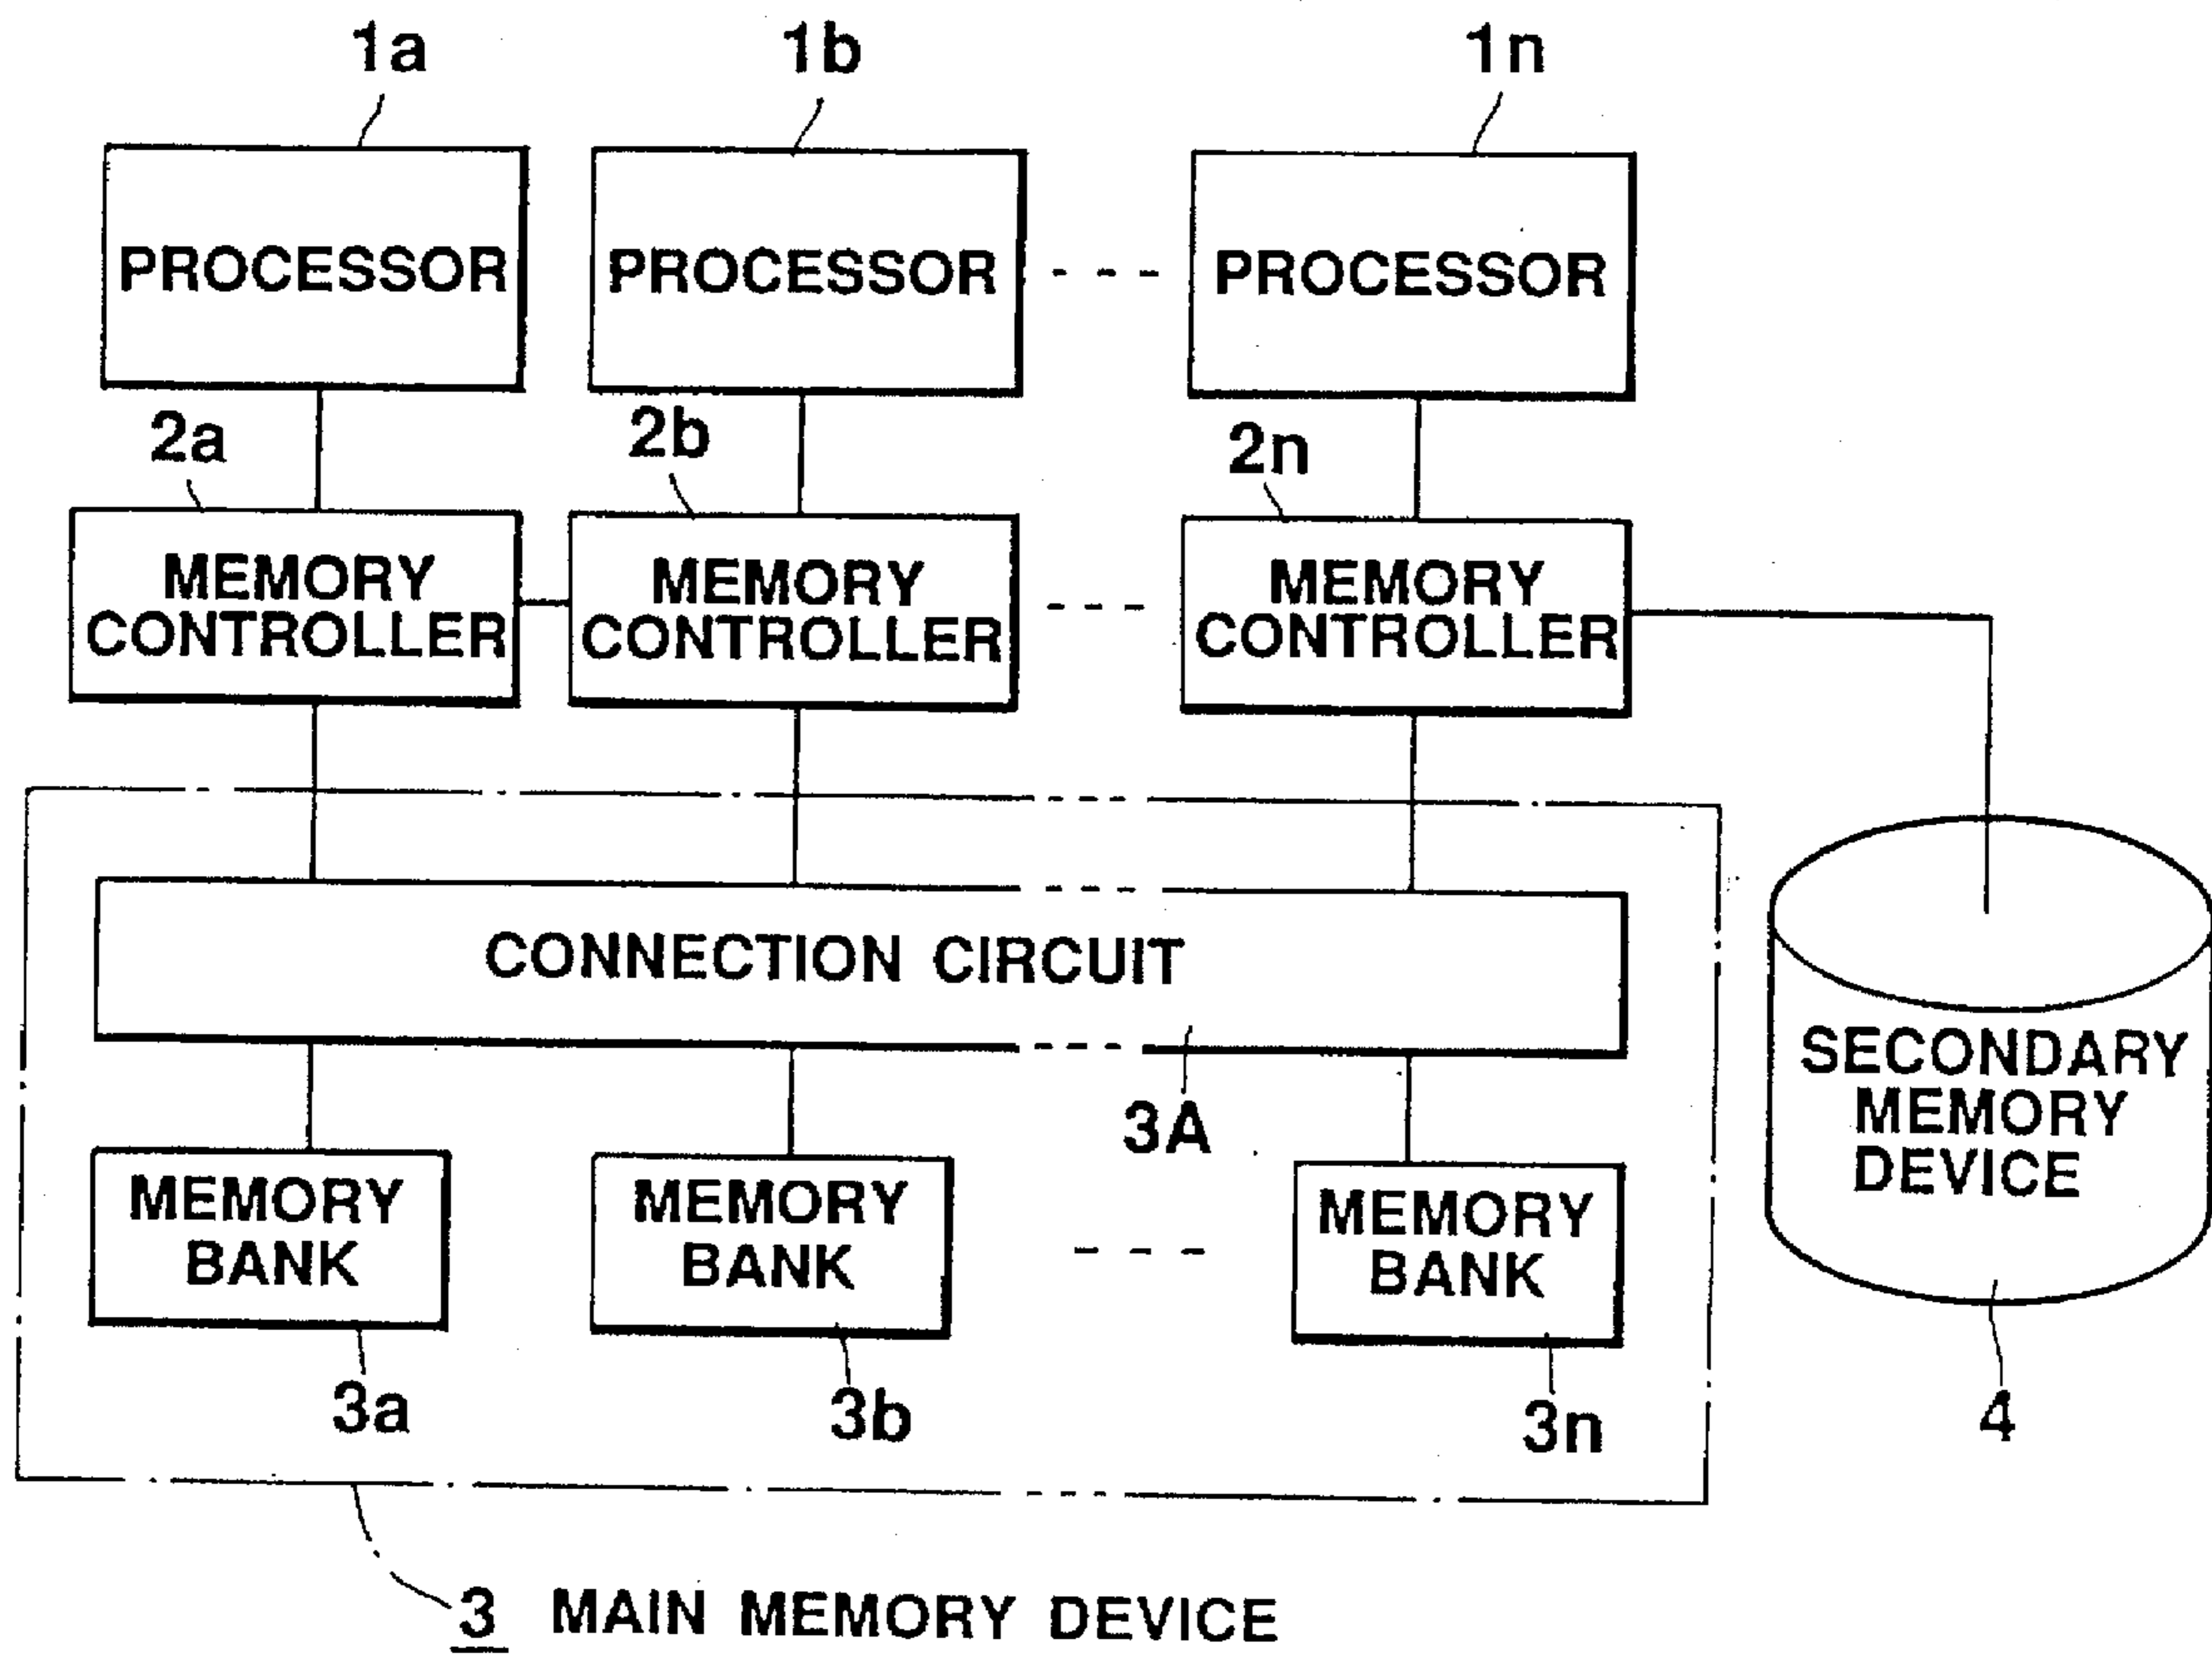 1a
1b
1n
PROCESSOR
PROCESSOR
PROCESSOR
2a
2b
2n
MEMORY
CONTROLLER
MEMORY
CONTROLLER
MEMORY
CONTROLLER
CONNECTION CIRCUIT
3A
MEMORY
BANK
MEMORY
BANK
MEMORY
BANK
SECONDARY
MEMORY
DEVICE
3a
3b
3n
4
3 MAIN MEMORY DEVICE